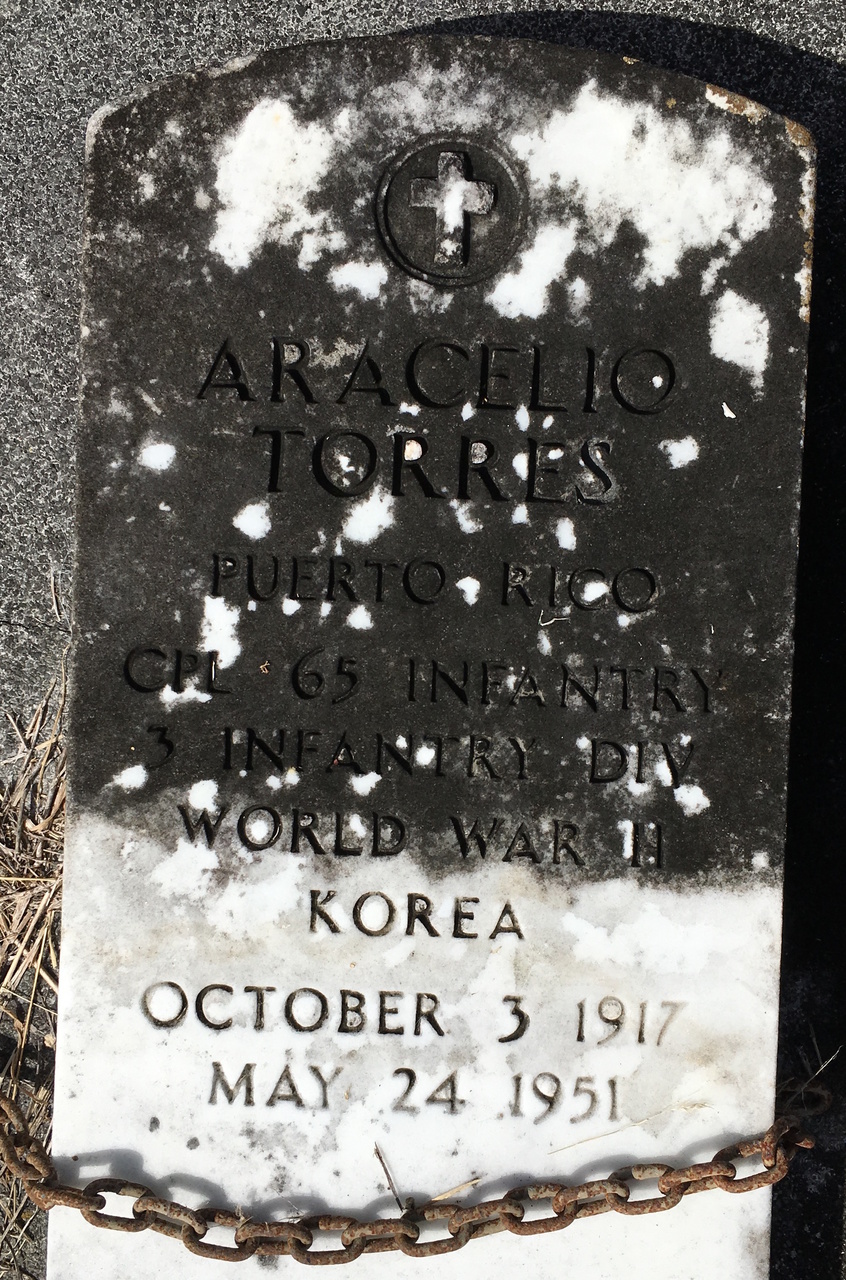 ARACELIO
TORRES
PUERTO RICO
CPL 65 INFANTRY
3 INFANTRY DIV
WORLD WAR II
KOREA
OCTOBER 3 1917
MAY 24 1951